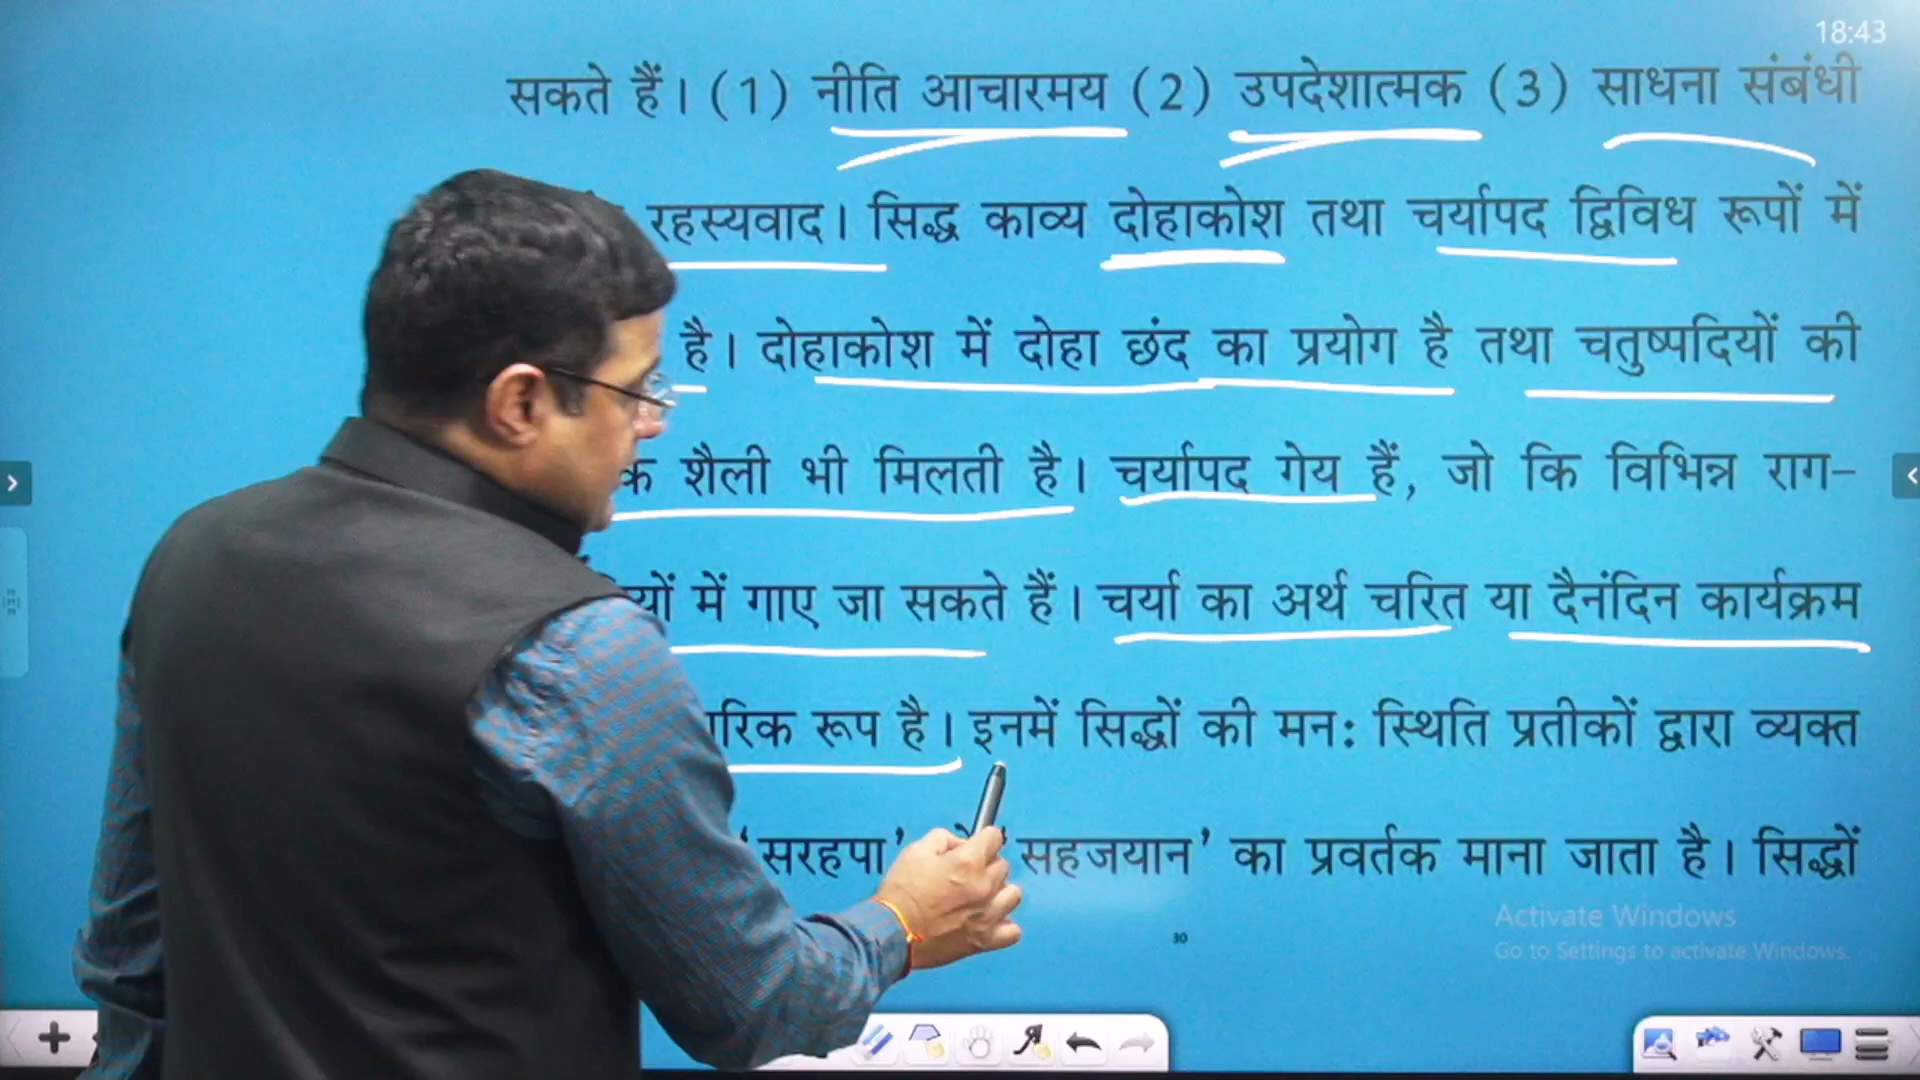 18:43
सकते हैं। (1) नीति आचारमय (2) उपदेशात्मक (3) साधना संबंधी
रहस्यवाद। सिद्ध काव्य दोहाकोश तथा चर्यापद द्विविध रूपों में
है। दोहाकोश में दोहा छंद का प्रयोग है तथा चतुष्पदियों की
शैली भी मिलती है। चर्यापद गेय हैं, जो कि विभिन्न राग-
में गाए जा सकते हैं। चर्या का अर्थ चरित या दैनंदिन कार्यक्रम
रूप है। इनमें सिद्धों की मन: स्थिति प्रतीकों द्वारा व्यक्त
‘सरहपा’ ‘सहजयान’ का प्रवर्तक माना जाता है। सिद्धों
30
Activate Windows
Go to Settings to activate Windows.